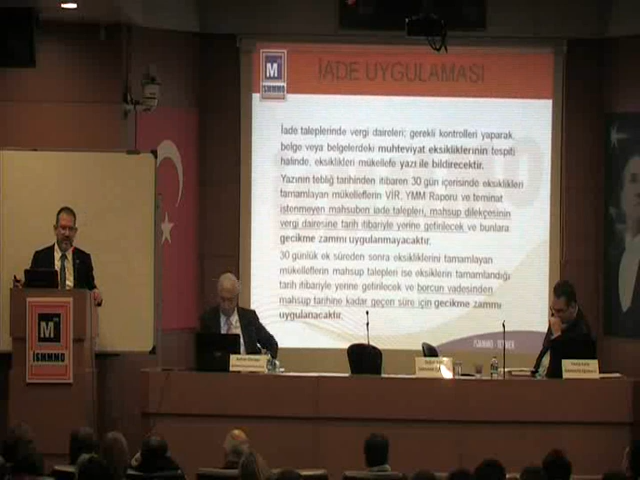 İADE UYGULAMASI
M
İSMMMO
İade taleplerinde vergi daireleri; gerekli kontrolleri yaparak,
belge veya belgelerdeki muhteviyat eksikliklerinin tespiti
halinde, eksiklikleri mükellefe yazı ile bildirecektir.
Yazının tebliğ tarihinden itibaren 30 gün içerisinde eksiklikleri
tamamlayan mükelleflerin VİR, YMM Raporu ve teminat
istenmeyen mahsuben iade talepleri, mahsup dilekçesinin
vergi dairesine tarih itibariyle yerine getirilecek ve bunlara
gecikme zammı uygulanmayacaktır.
30 günlük ek süreden sonra eksikliklerini tamamlayan
mükelleflerin mahsup talepleri ise eksiklerin tamamlandığı
tarih itibariyle yerine getirilecek ve borcun vadesinden
mahsup tarihine kadar geçen süre için gecikme zammı
uygulanacaktır.
M
İSMMMO